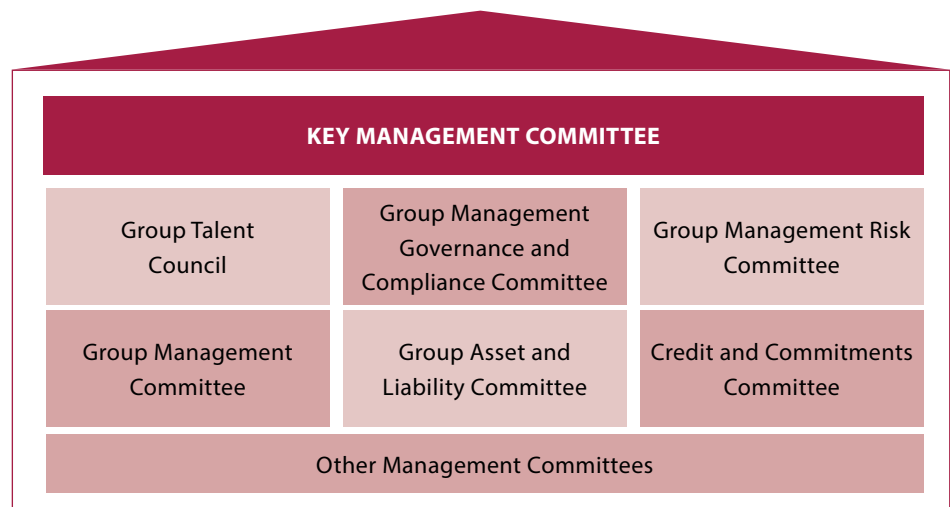 KEY MANAGEMENT COMMITTEE
Group Talent
Council
Group Management
Governance and
Compliance Committee
Group Management Risk
Committee
Group Management
Committee
Group Asset and
Liability Committee
Credit and Commitments
Committee
Other Management Committees